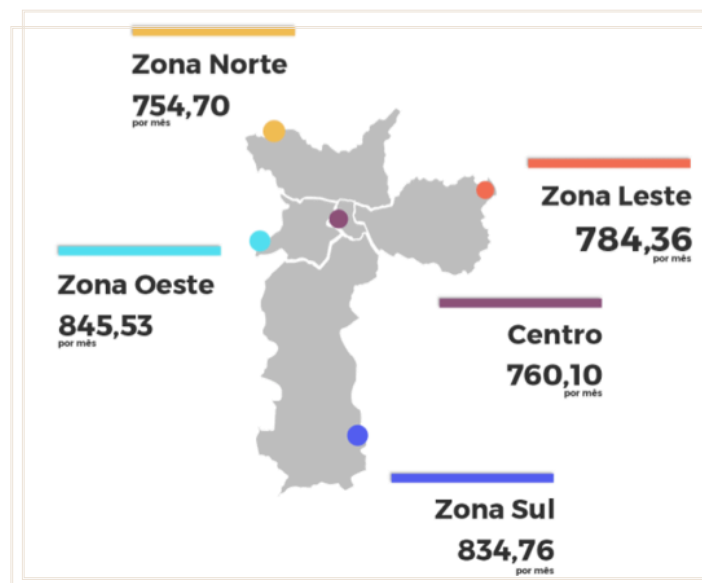 Zona Norte
754,70
por mês
Zona Leste
784,36
por mês
Zona Oeste
845,53
por mês
Centro
760,10
por mês
Zona Sul
834,76
por mês